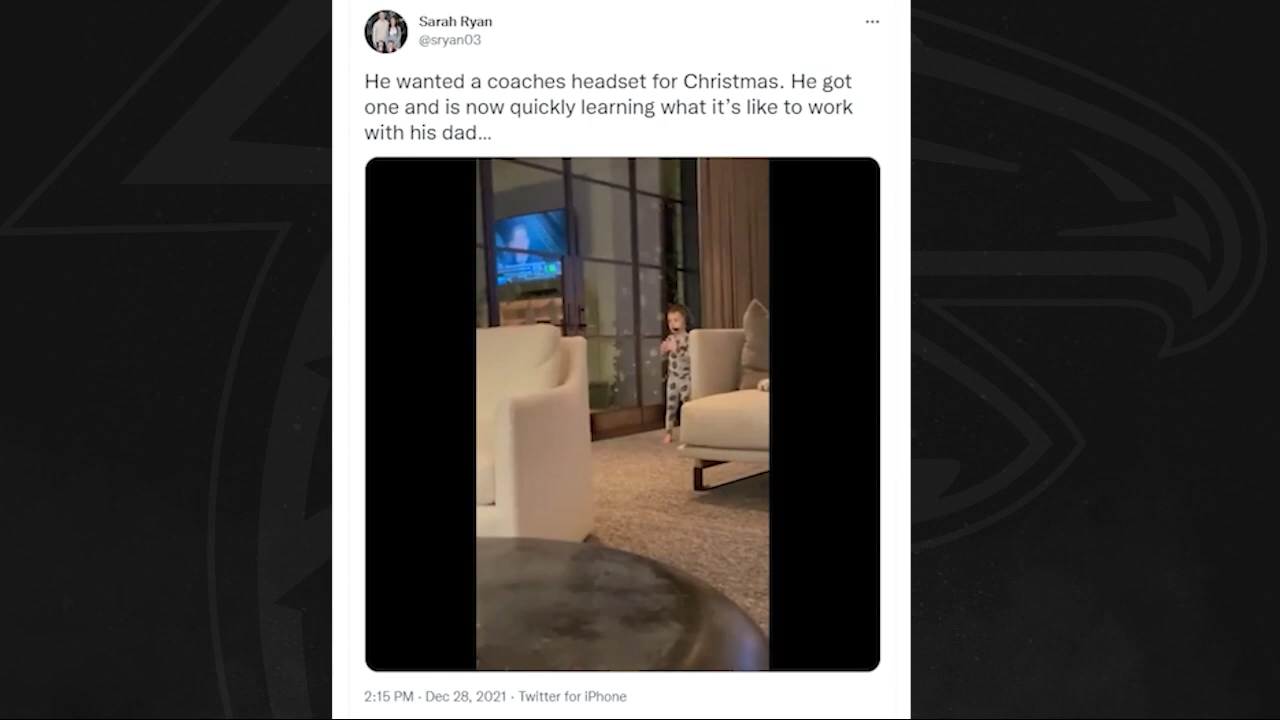 Sarah Ryan
@sryan03
He wanted a coaches headset for Christmas. He got
one and is now quickly learning what it’s like to work
with his dad...
2:15 PM · Dec 28, 2021 · Twitter for iPhone